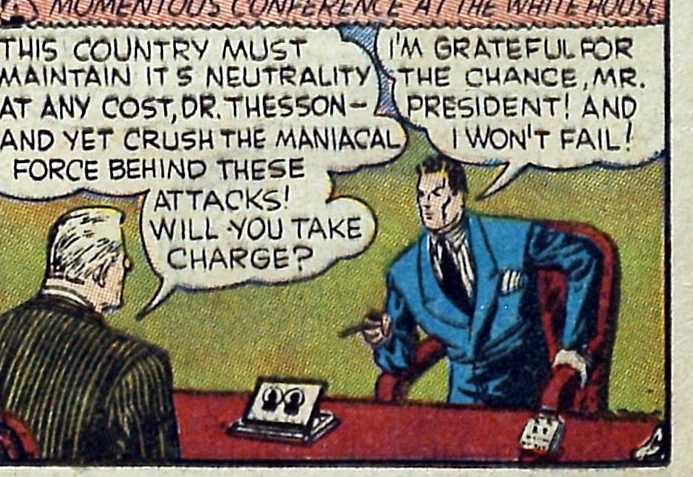 MOMENTOUS CONFERENCE AT THE WHITE HOUSE
THIS COUNTRY MUST
MAINTAIN ITS NEUTRALITY
AT ANY COST, DR. THESSON-
AND YET CRUSH THE MANIACAL
FORCE BEHIND THESE
ATTACKS!
WILL YOU TAKE
CHARGE?
I'M GRATEFUL FOR
THE CHANCE, MR.
PRESIDENT! AND
I WON'T FAIL!